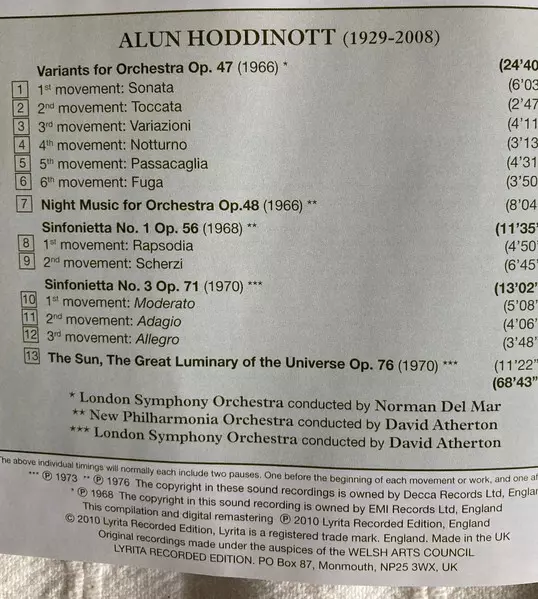 ALUN HODDINOTT (1929-2008)
Variants for Orchestra Op. 47 (1966) * (24'40
1 1st movement: Sonata (6'03
2 2nd movement: Toccata (2'47
3 3rd movement: Variazioni (4'11
4 4th movement: Notturno (3'13
5 5th movement: Passacaglia (4'31
6 6th movement: Fuga (3'50
7 Night Music for Orchestra Op.48 (1966) ** (8'04
Sinfonietta No. 1 Op. 56 (1968) ** (11'35"
8 1st movement: Rapsodia (4'50"
9 2nd movement: Scherzi (6'45"
Sinfonietta No. 3 Op. 71 (1970) *** (13'02"
10 1st movement: Moderato (5'08"
11 2nd movement: Adagio (4'06"
12 3rd movement: Allegro (3'48"
13 The Sun, The Great Luminary of the Universe Op. 76 (1970) *** (11'22"
(68'43"
* London Symphony Orchestra conducted by Norman Del Mar
** New Philharmonia Orchestra conducted by David Atherton
*** London Symphony Orchestra conducted by David Atherton
The above individual timings will normally each include two pauses. One before the beginning of each movement or work, and one af
*** ℗ 1973 ** ℗ 1976 The copyright in these sound recordings is owned by Decca Records Ltd, Englan
* ℗ 1968 The copyright in this sound recording is owned by EMI Records Ltd, England
This compilation and digital remastering ℗ 2010 Lyrita Recorded Edition, England
© 2010 Lyrita Recorded Edition, Lyrita is a registered trade mark. England. Made in the UK
Original recordings made under the auspices of the WELSH ARTS COUNCIL
LYRITA RECORDED EDITION. PO Box 87, Monmouth, NP25 3WX, UK